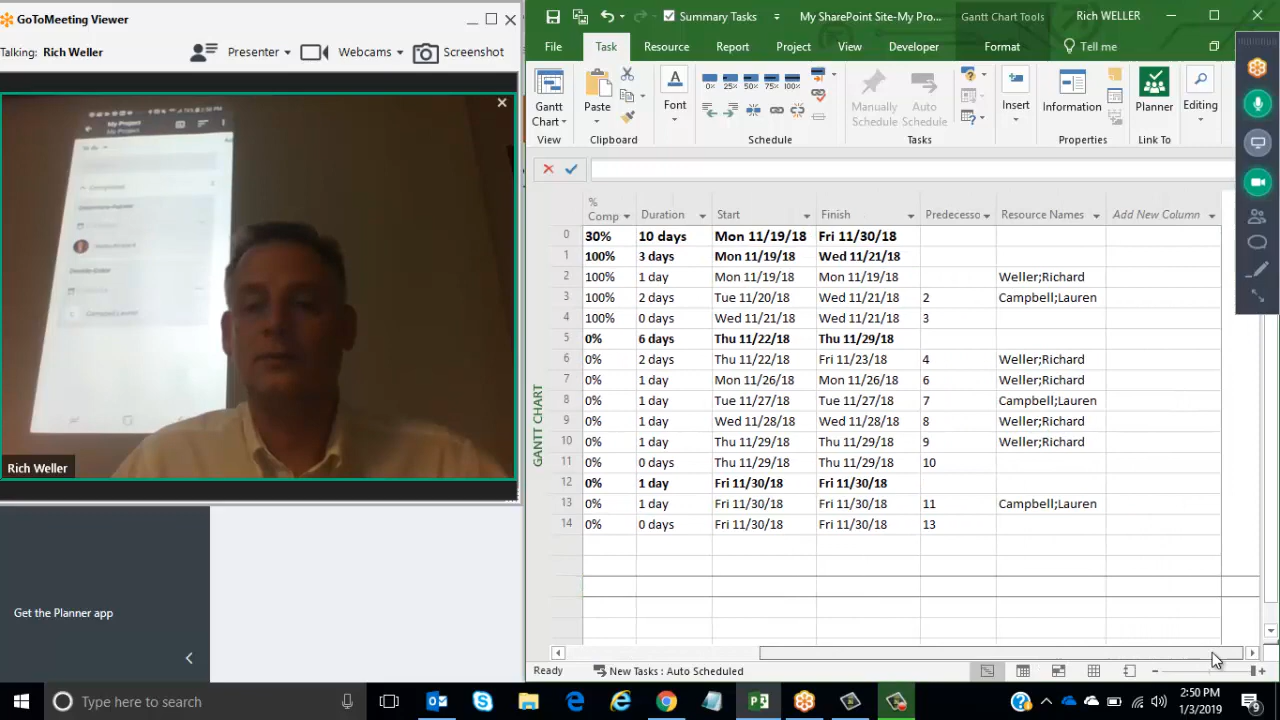 GoToMeeting Viewer
Talking: Rich Weller
Presenter
Webcams
Screenshot
My Project
My Project
Completed
Rich Weller
Get the Planner app
Summary Tasks
My SharePoint Site-My Pro...
Gantt Chart Tools
Rich WELLER
File Task Resource Report Project View Developer Format Tell me
Gantt Chart
View
Paste
Clipboard
Font
0% 25% 50% 75% 100%
Schedule
Manually Schedule
Auto Schedule
Tasks
Insert
Information
Properties
Planner
Link To
Editing
% Comp Duration Start Finish Predecesso Resource Names Add New Column
0 30% 10 days Mon 11/19/18 Fri 11/30/18
1 100% 3 days Mon 11/19/18 Wed 11/21/18
2 100% 1 day Mon 11/19/18 Mon 11/19/18 Weller;Richard
3 100% 2 days Tue 11/20/18 Wed 11/21/18 2 Campbell;Lauren
4 100% 0 days Wed 11/21/18 Wed 11/21/18 3
5 0% 6 days Thu 11/22/18 Thu 11/29/18
6 0% 2 days Thu 11/22/18 Fri 11/23/18 4 Weller;Richard
7 0% 1 day Mon 11/26/18 Mon 11/26/18 6 Weller;Richard
8 0% 1 day Tue 11/27/18 Tue 11/27/18 7 Campbell;Lauren
9 0% 1 day Wed 11/28/18 Wed 11/28/18 8 Weller;Richard
10 0% 1 day Thu 11/29/18 Thu 11/29/18 9 Weller;Richard
11 0% 0 days Thu 11/29/18 Thu 11/29/18 10
12 0% 1 day Fri 11/30/18 Fri 11/30/18
13 0% 1 day Fri 11/30/18 Fri 11/30/18 11 Campbell;Lauren
14 0% 0 days Fri 11/30/18 Fri 11/30/18 13
GANTT CHART
Ready New Tasks : Auto Scheduled
Type here to search
2:50 PM
1/3/2019